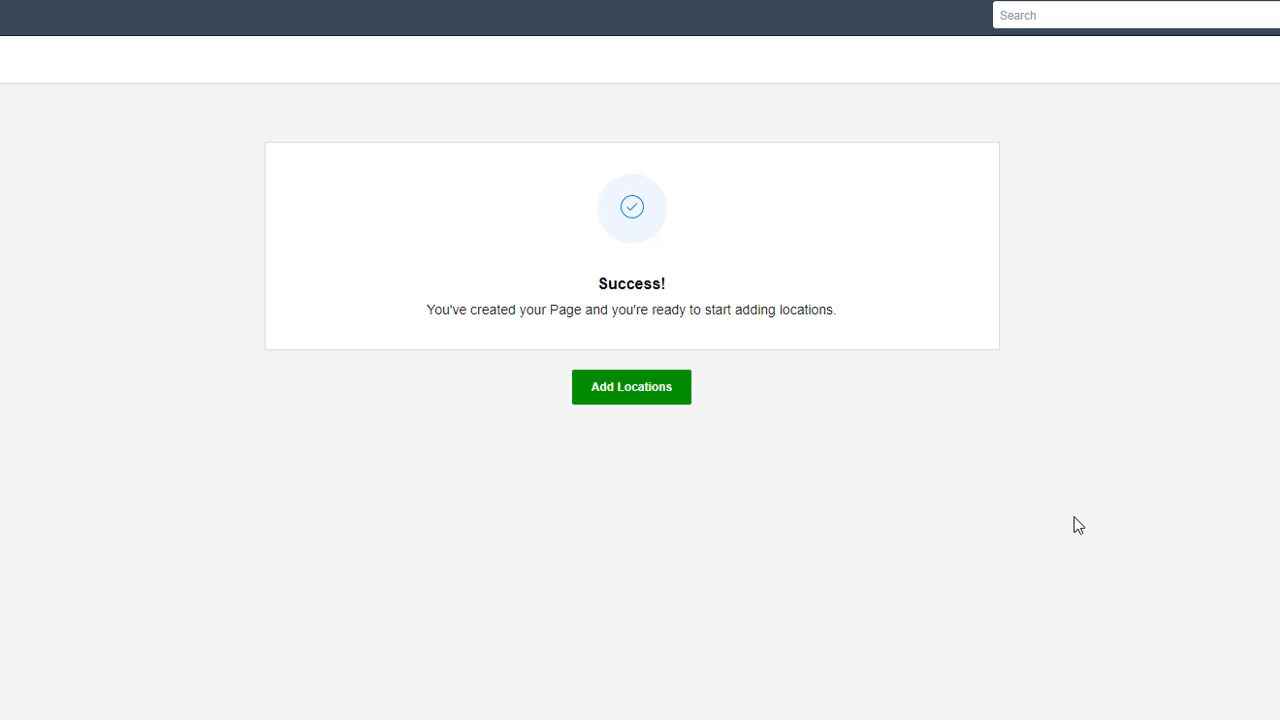 Search
Success!
You've created your Page and you're ready to start adding locations.
Add Locations